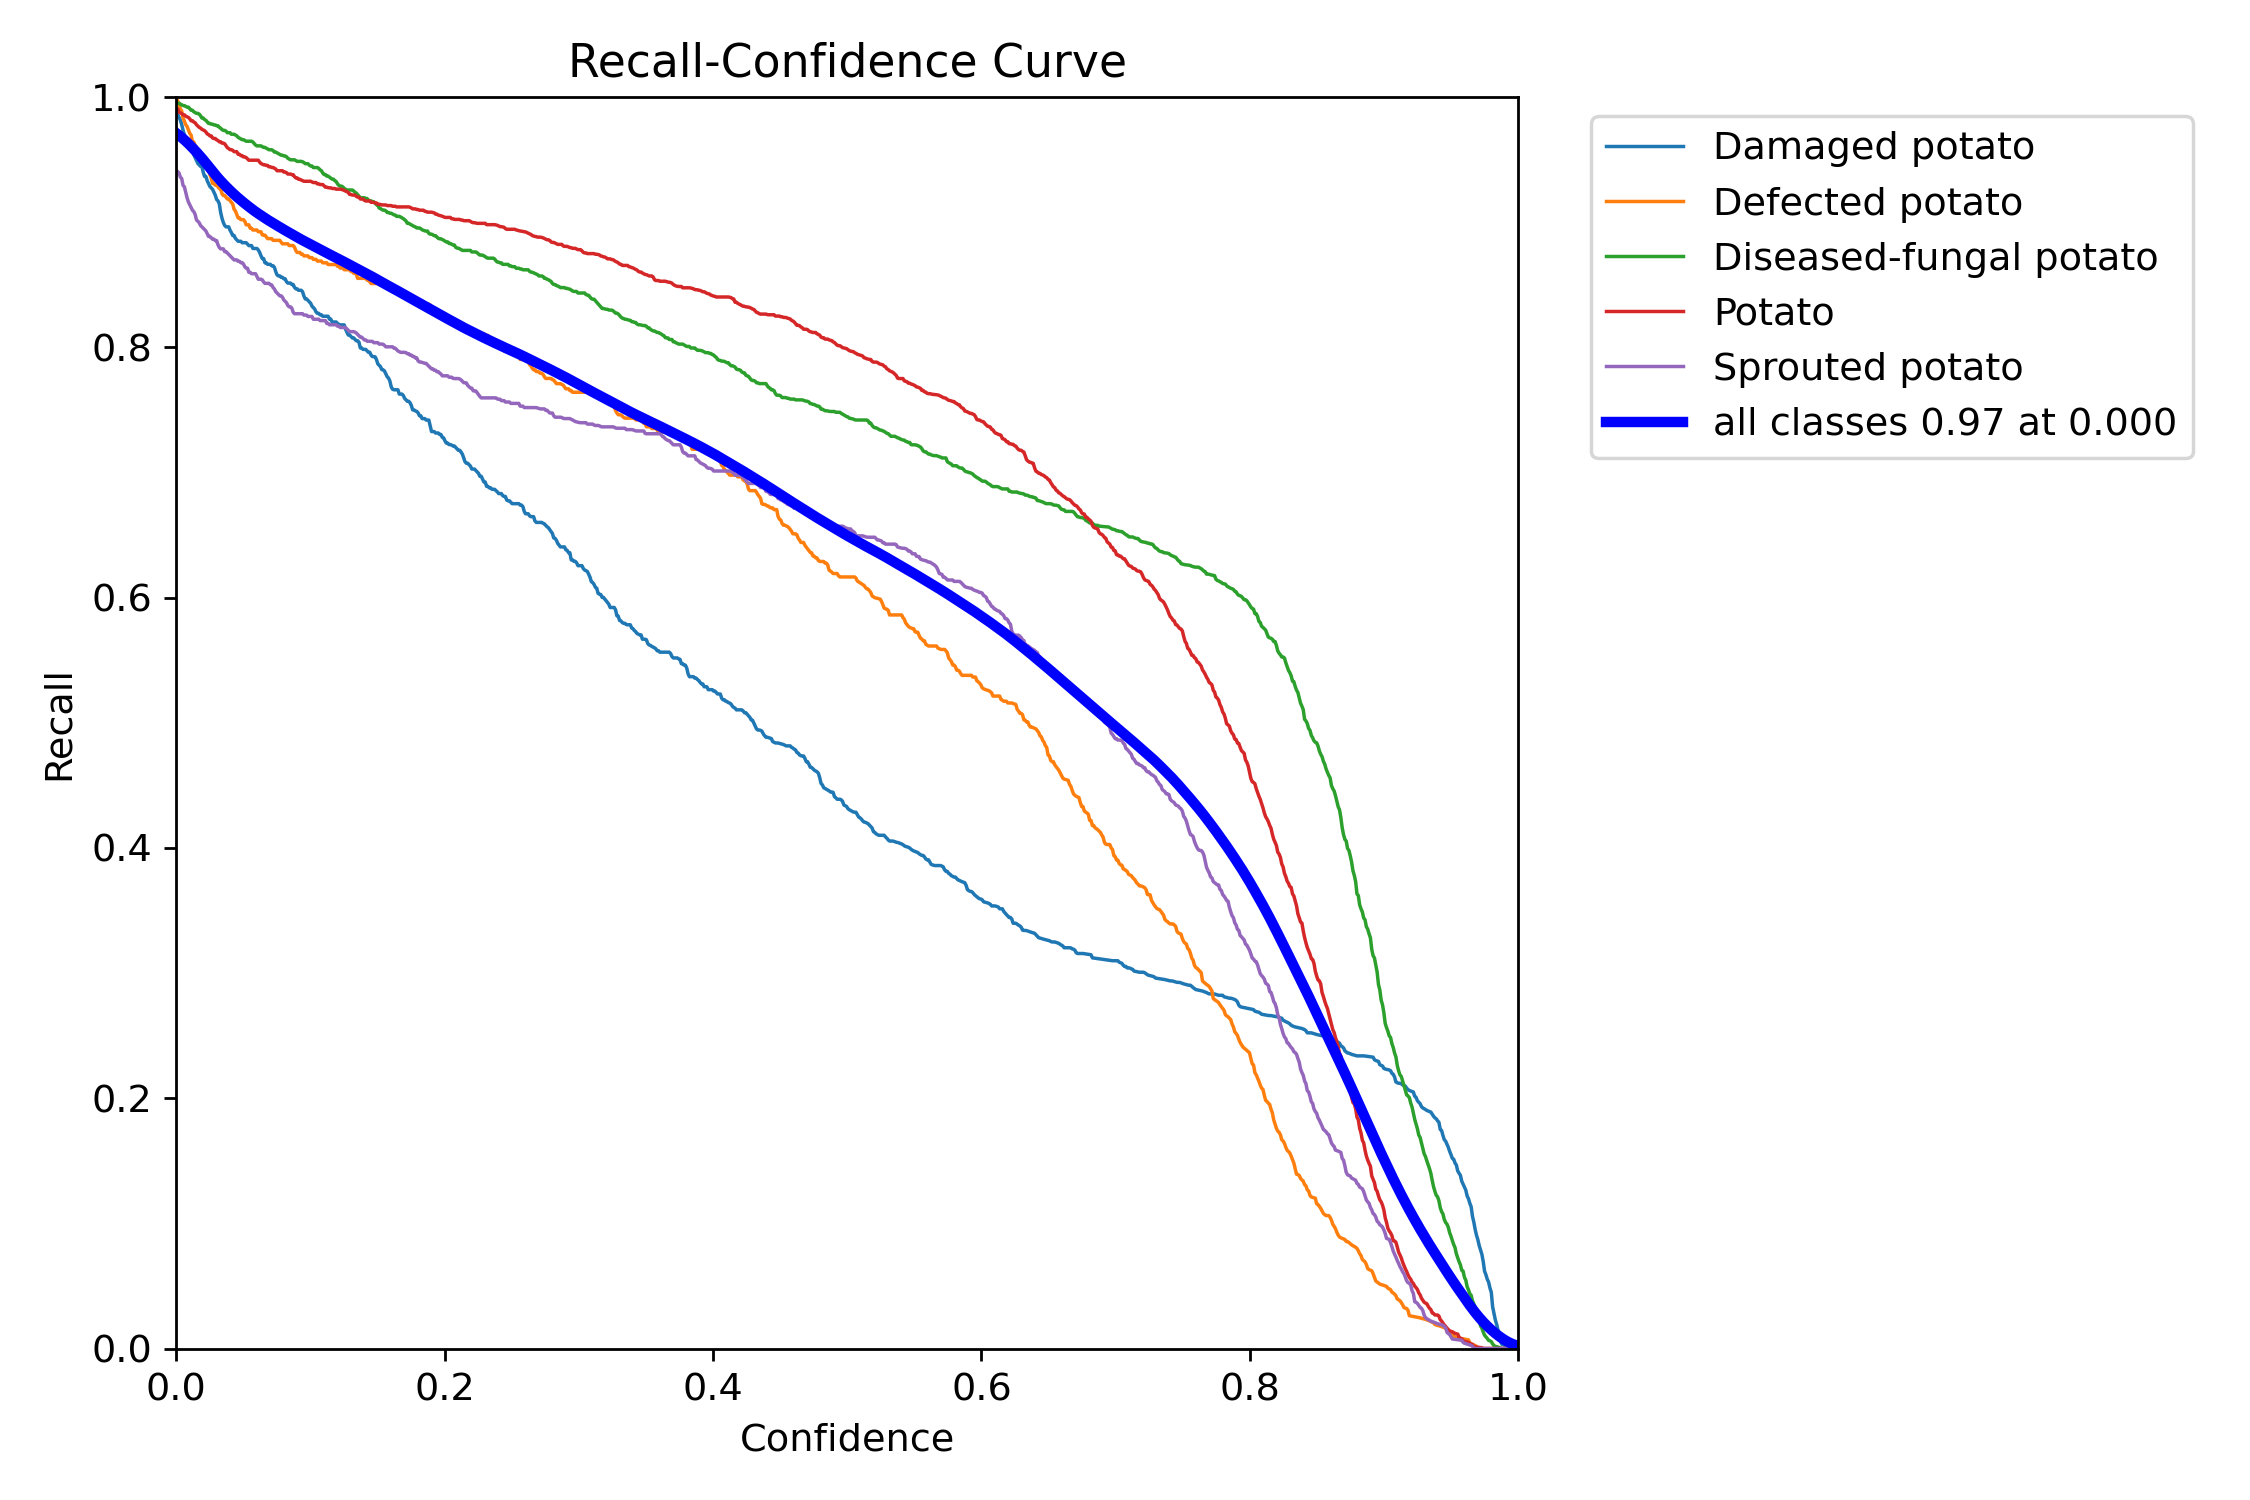 Recall-Confidence Curve
1.0
0.8
0.6
0.4
0.2
0.0
Recall
0.0 0.2 0.4 0.6 0.8 1.0
Confidence
Damaged potato
Defected potato
Diseased-fungal potato
Potato
Sprouted potato
all classes 0.97 at 0.000